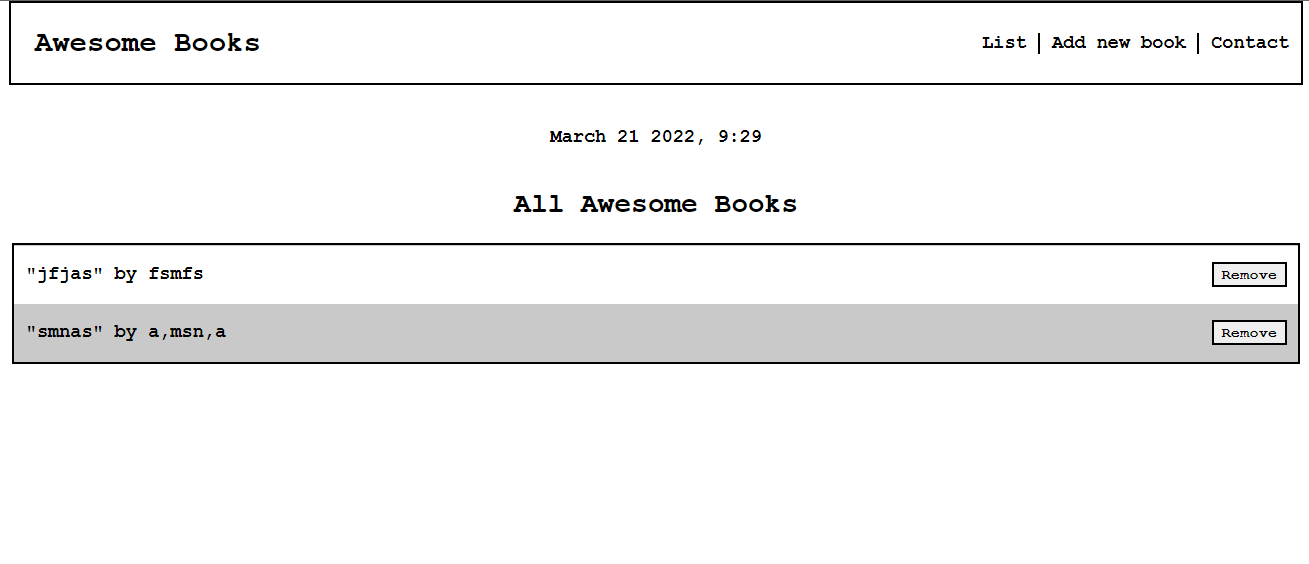 Awesome Books
List | Add new book | Contact
March 21 2022, 9:29
All Awesome Books
"jfjas" by fsmfs Remove
"smnas" by a,msn,a Remove